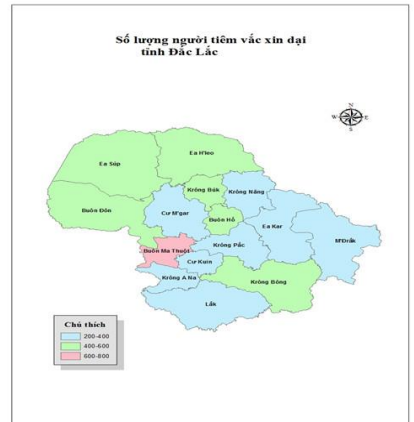 Số lượng người tiêm vắc xin dại
tỉnh Đắc Lắc
N
W E
S
Ea H'leo
Ea Súp
Krông Búk
Krông Năng
Buôn Đôn
Cư M'gar
Buôn Hồ
Ea Kar
M'Đrắk
Buôn Ma Thuột
Krông Pắc
Cư Kuin
Krông A Na
Krông Bông
Lắk
Chú thích
200-400
400-600
600-800